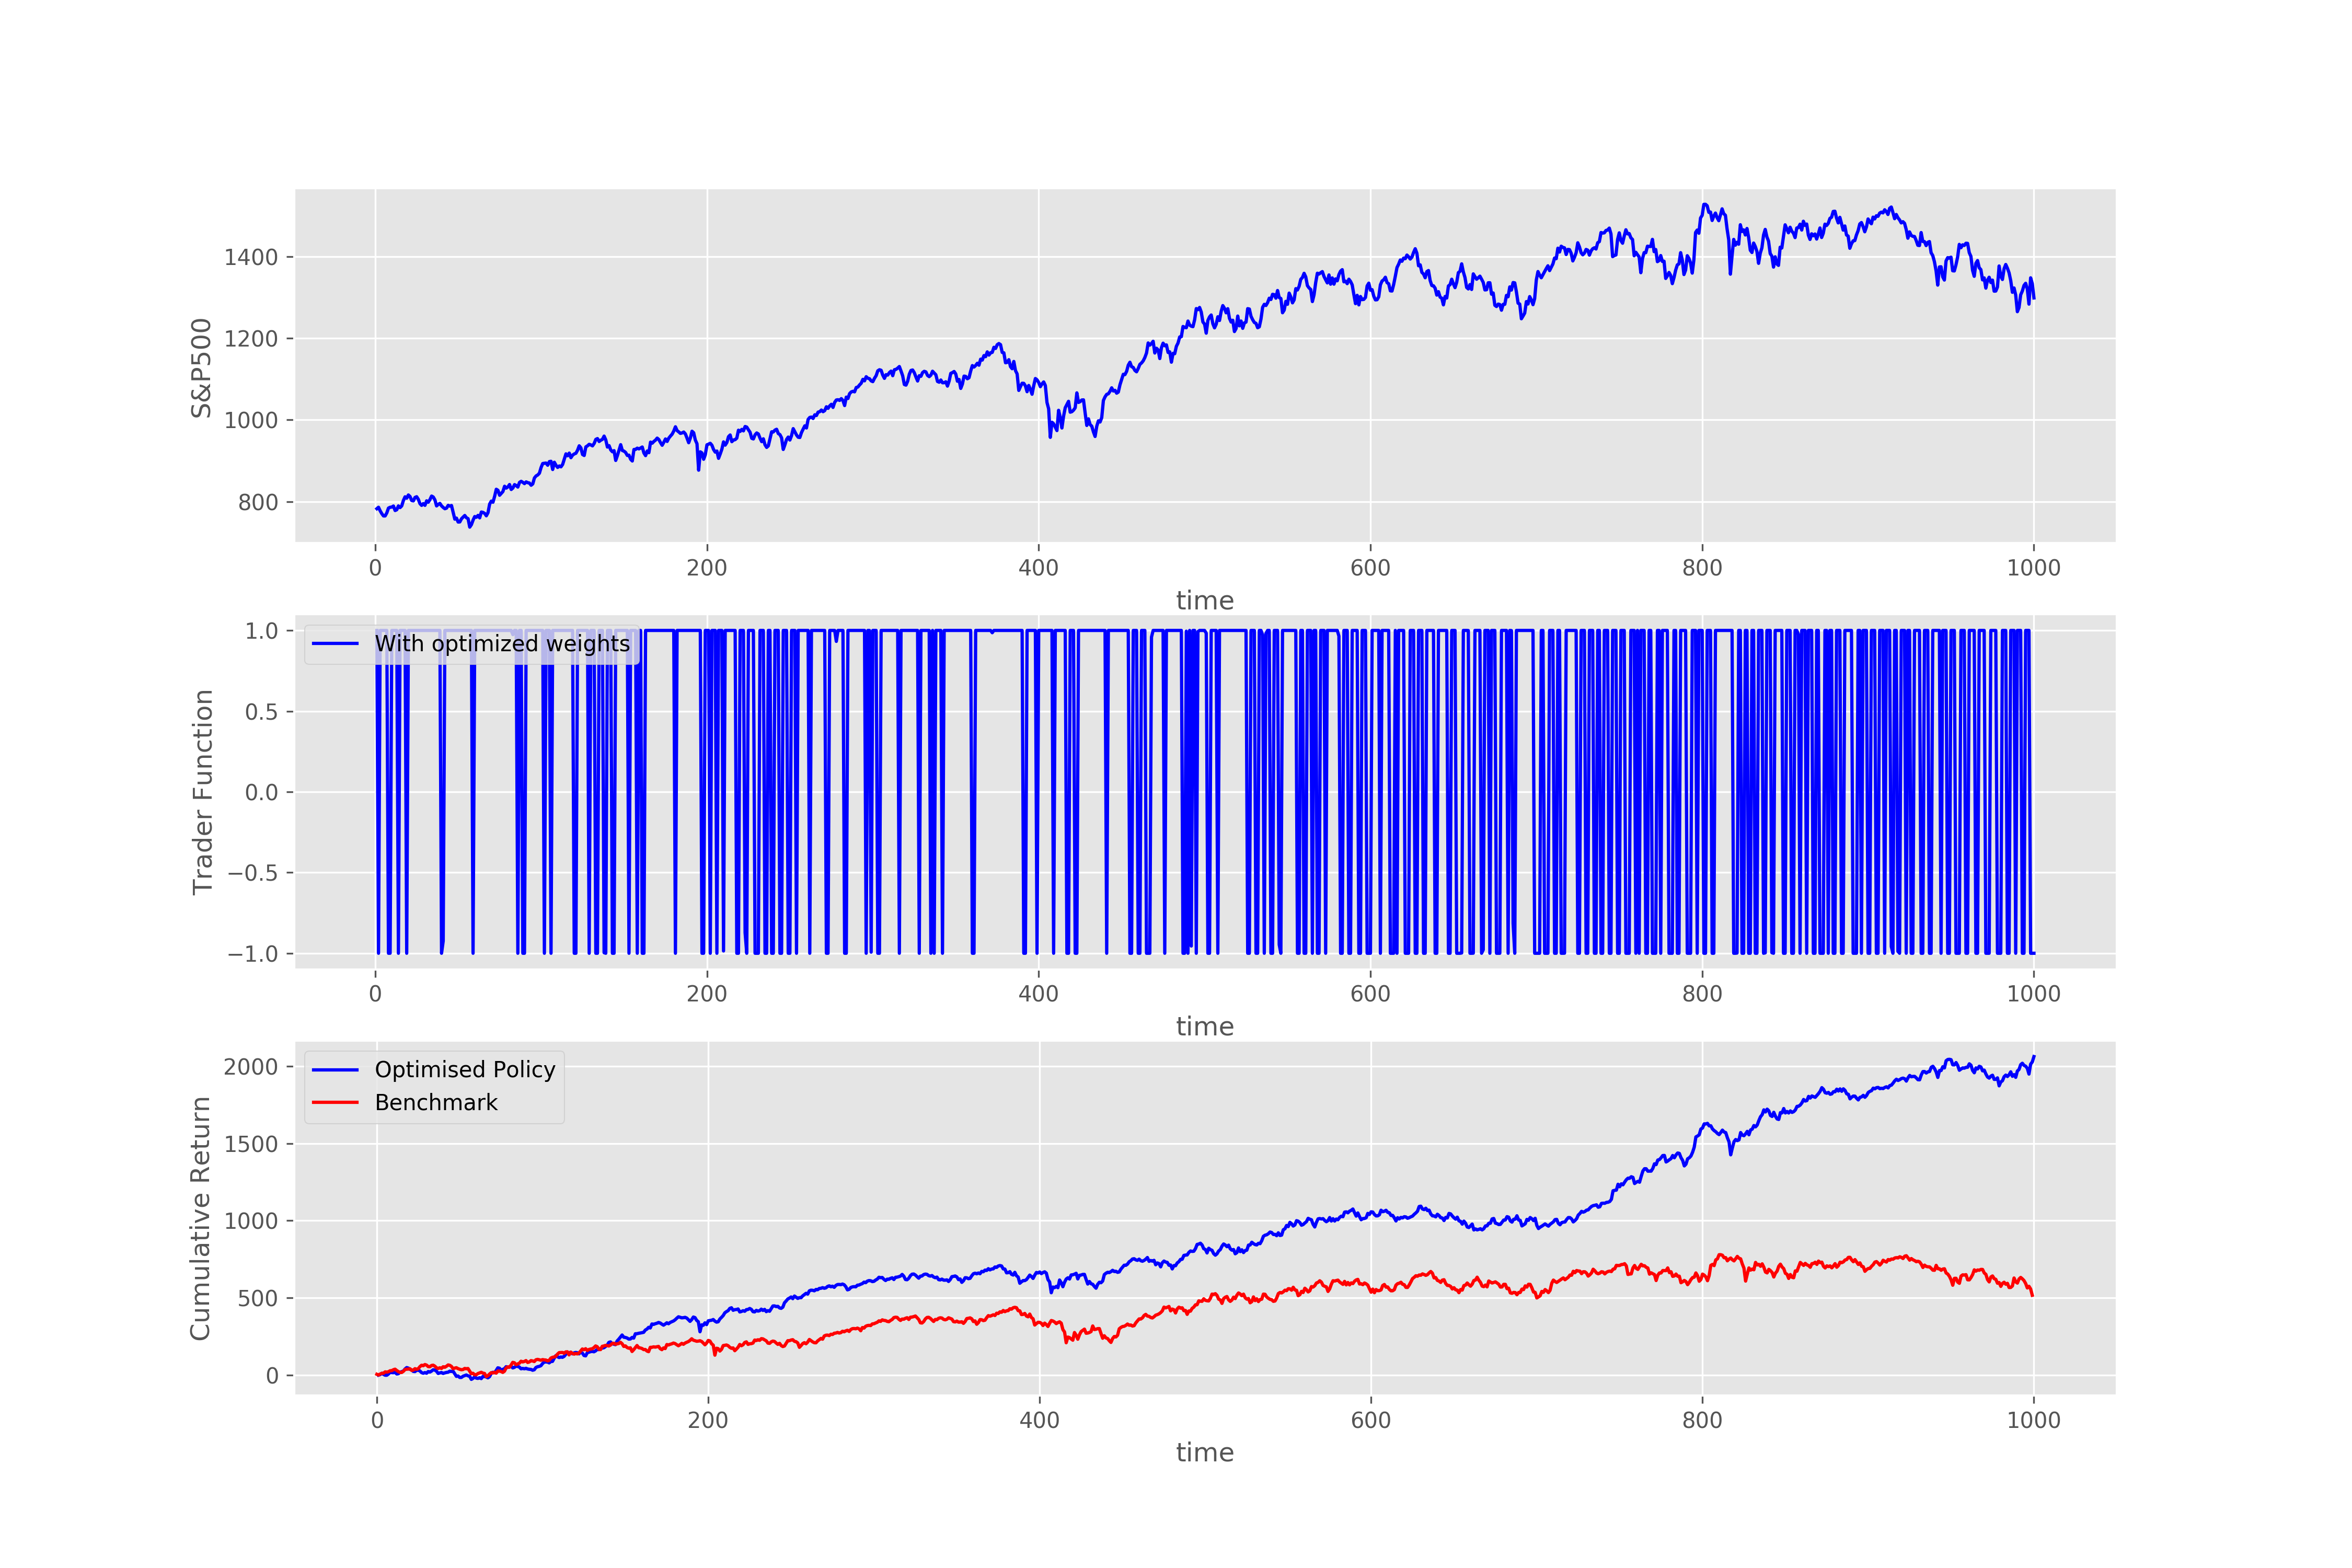 S&P500
1400
1200
1000
800
0 200 400 600 800 1000
time
With optimized weights
Trader Function
1.0
0.5
0.0
−0.5
−1.0
0 200 400 600 800 1000
time
Optimised Policy
Benchmark
Cumulative Return
2000
1500
1000
500
0
0 200 400 600 800 1000
time